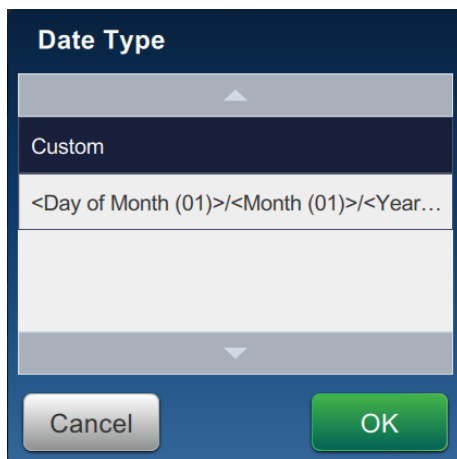 Date Type
Custom
<Day of Month (01)>/<Month (01)>/<Year...
Cancel
OK